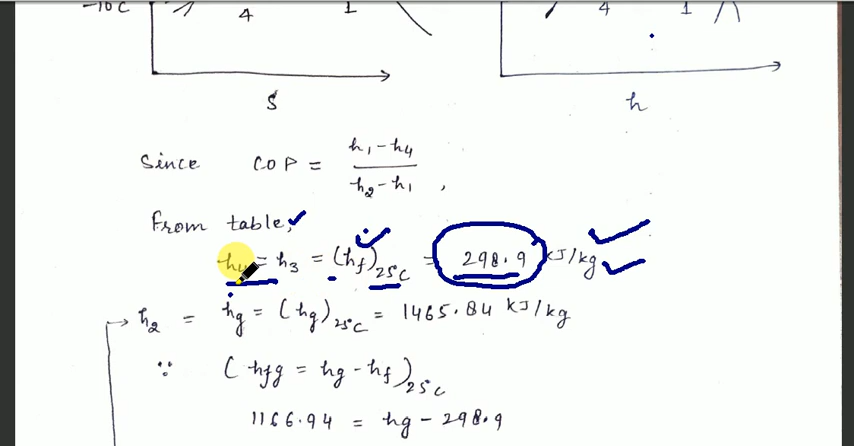 -10C 4 1 4 1
S h
Since COP = h₁-h₄ / h₂-h₁ ,
From table,
h₄ = h₃ = (hf)₂₅°C = 298.9 kJ/kg
→ h₂ = hg = (hg)₂₅°C = 1465.84 kJ/kg
∵ (hfg = hg - hf)₂₅°C
1166.94 = hg - 298.9